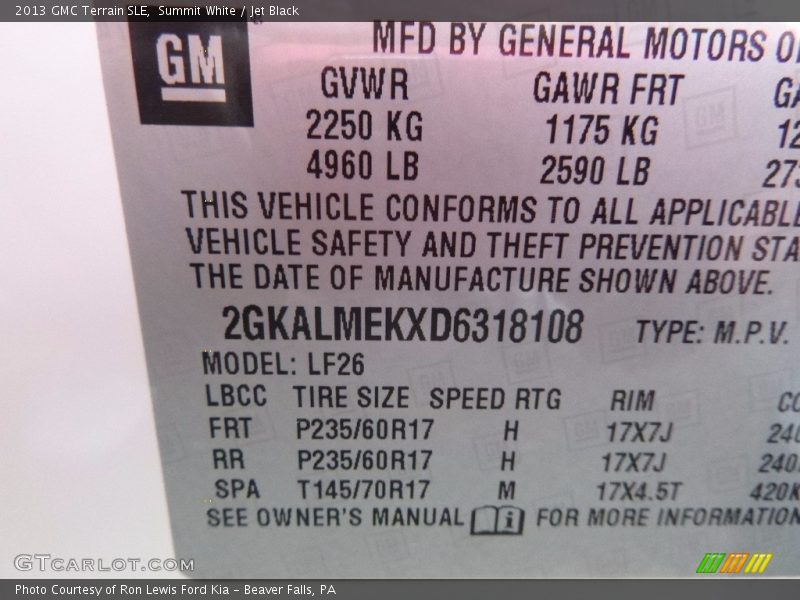 2013 GMC Terrain SLE, Summit White / Jet Black
GM
MFD BY GENERAL MOTORS
GVWR GAWR FRT
2250 KG 1175 KG
4960 LB 2590 LB
THIS VEHICLE CONFORMS TO ALL APPLICABLE
VEHICLE SAFETY AND THEFT PREVENTION STA
THE DATE OF MANUFACTURE SHOWN ABOVE.
2GKALMEKXD6318108 TYPE: M.P.V.
MODEL: LF26
LBCC TIRE SIZE SPEED RTG RIM
FRT P235/60R17 H 17X7J 240
RR P235/60R17 H 17X7J 240
SPA T145/70R17 M 17X4.5T 420K
SEE OWNER'S MANUAL i FOR MORE INFORMATION
GTCARLOT.COM
Photo Courtesy of Ron Lewis Ford Kia – Beaver Falls, PA